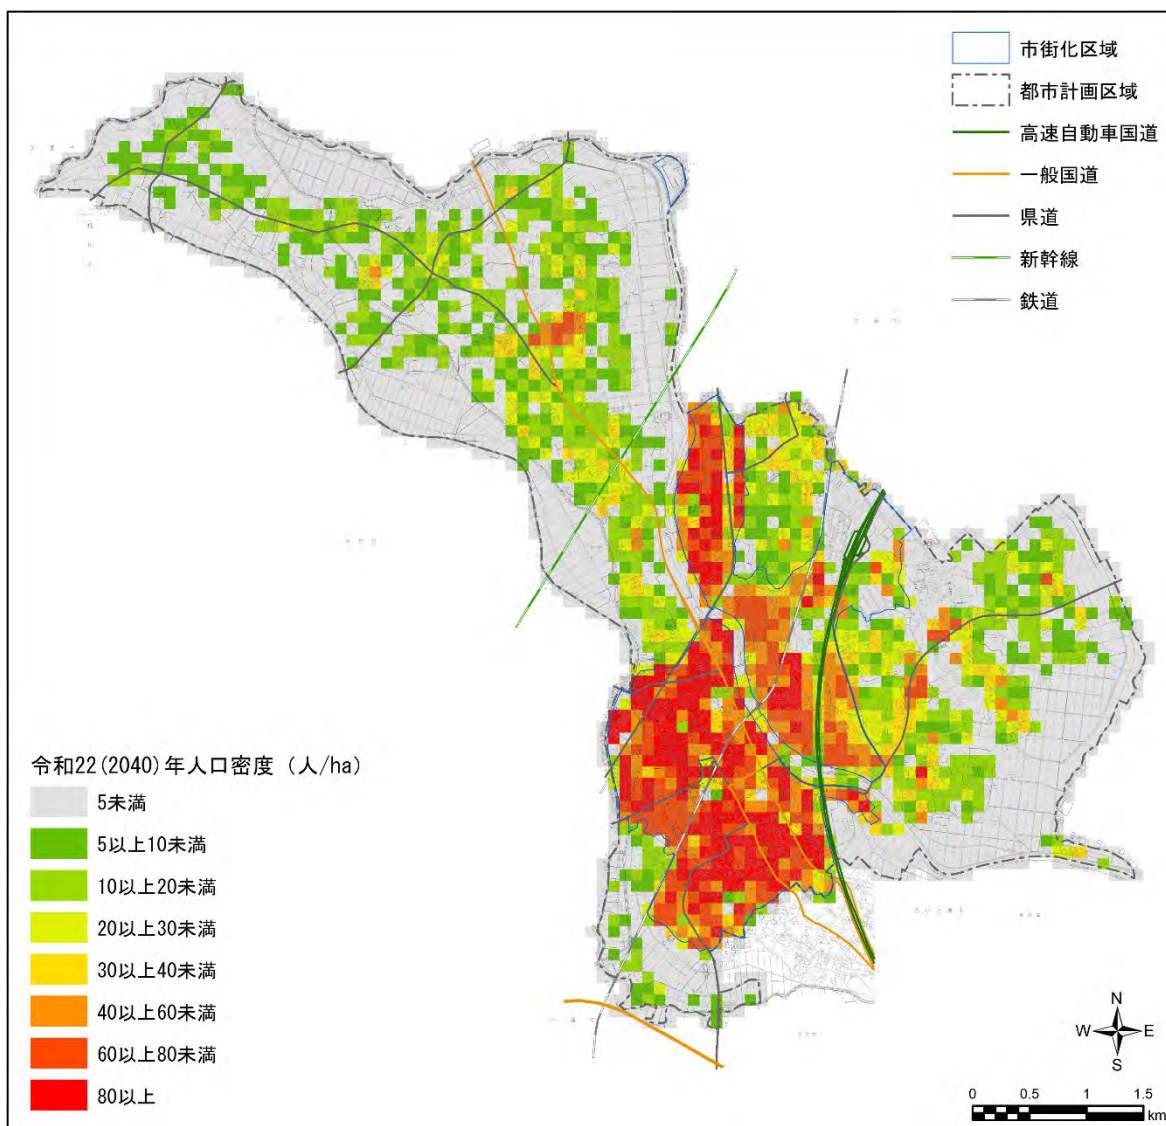 市街化区域
都市計画区域
高速自動車国道
一般国道
県道
新幹線
鉄道
令和22(2040)年人口密度（人/ha）
5未満
5以上10未満
10以上20未満
20以上30未満
30以上40未満
40以上60未満
60以上80未満
80以上
N
W E
S
0 0.5 1 1.5
km